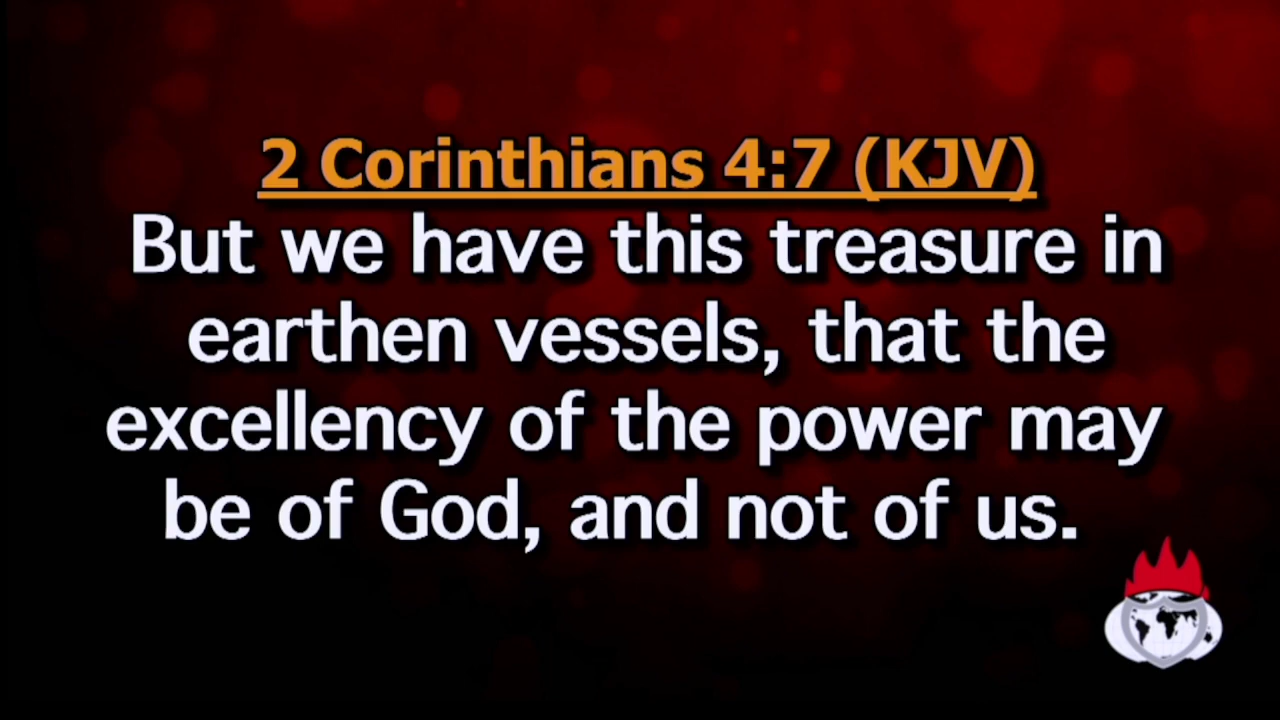 2 Corinthians 4:7 (KJV)
But we have this treasure in
earthen vessels, that the
excellency of the power may
be of God, and not of us.